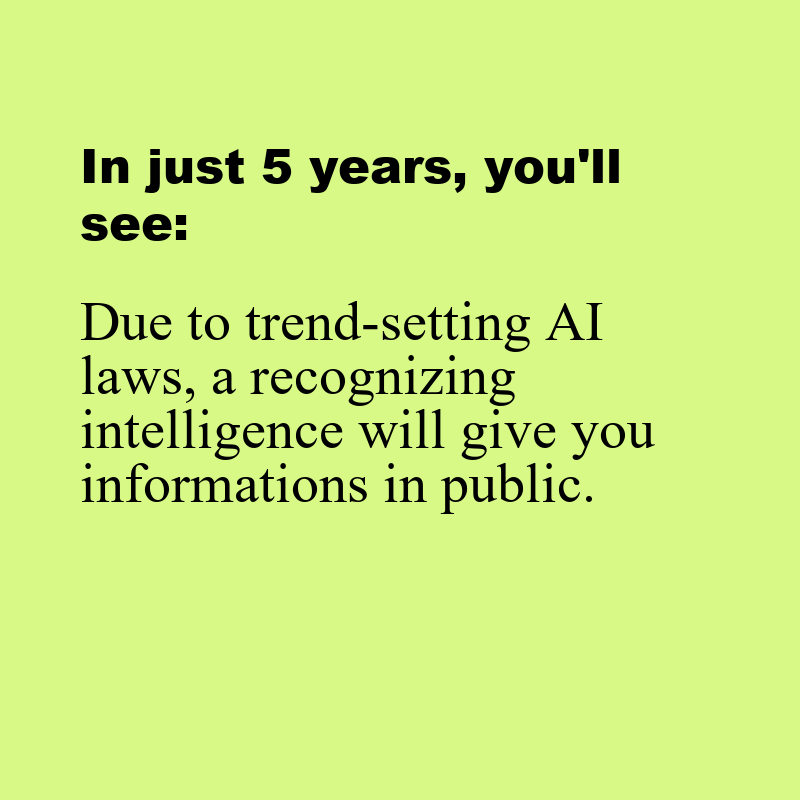 In just 5 years, you'll
see:
Due to trend-setting AI
laws, a recognizing
intelligence will give you
informations in public.